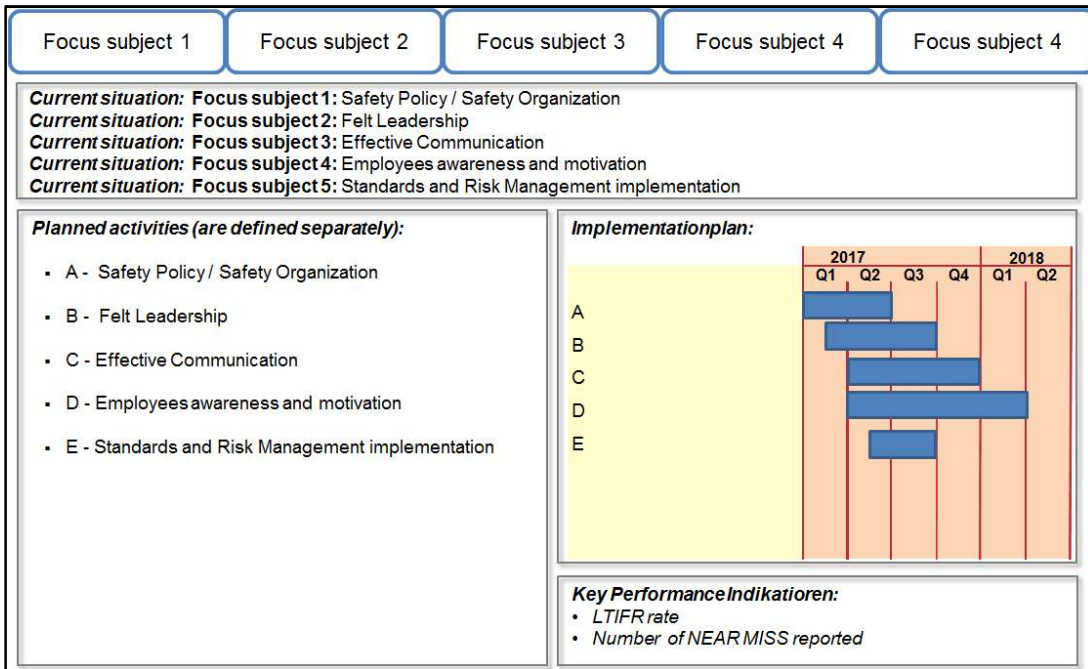 Focus subject 1
Focus subject 2
Focus subject 3
Focus subject 4
Focus subject 4
Current situation: Focus subject 1: Safety Policy / Safety Organization
Current situation: Focus subject 2: Felt Leadership
Current situation: Focus subject 3: Effective Communication
Current situation: Focus subject 4: Employees awareness and motivation
Current situation: Focus subject 5: Standards and Risk Management implementation
Planned activities (are defined separately):
▪ A - Safety Policy / Safety Organization
▪ B - Felt Leadership
▪ C - Effective Communication
▪ D - Employees awareness and motivation
▪ E - Standards and Risk Management implementation
Implementationplan:
2017 2018
Q1 Q2 Q3 Q4 Q1 Q2
A
B
C
D
E
Key Performance Indikatioren:
• LTIFR rate
• Number of NEAR MISS reported